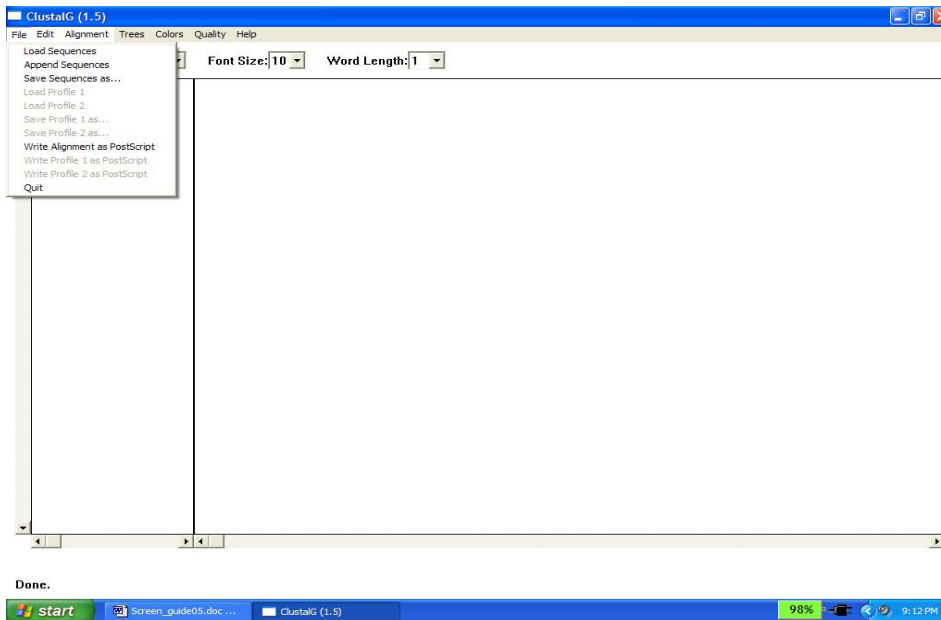 ClustalG (1.5)
File Edit Alignment Trees Colors Quality Help
Font Size: 10 Word Length: 1
Load Sequences
Append Sequences
Save Sequences as...
Load Profile 1
Load Profile 2
Save Profile 1 as...
Save Profile 2 as...
Write Alignment as PostScript
Write Profile 1 as PostScript
Write Profile 2 as PostScript
Quit
Done.
start Screen_guide05.doc ... ClustalG (1.5) 98% 9:12 PM